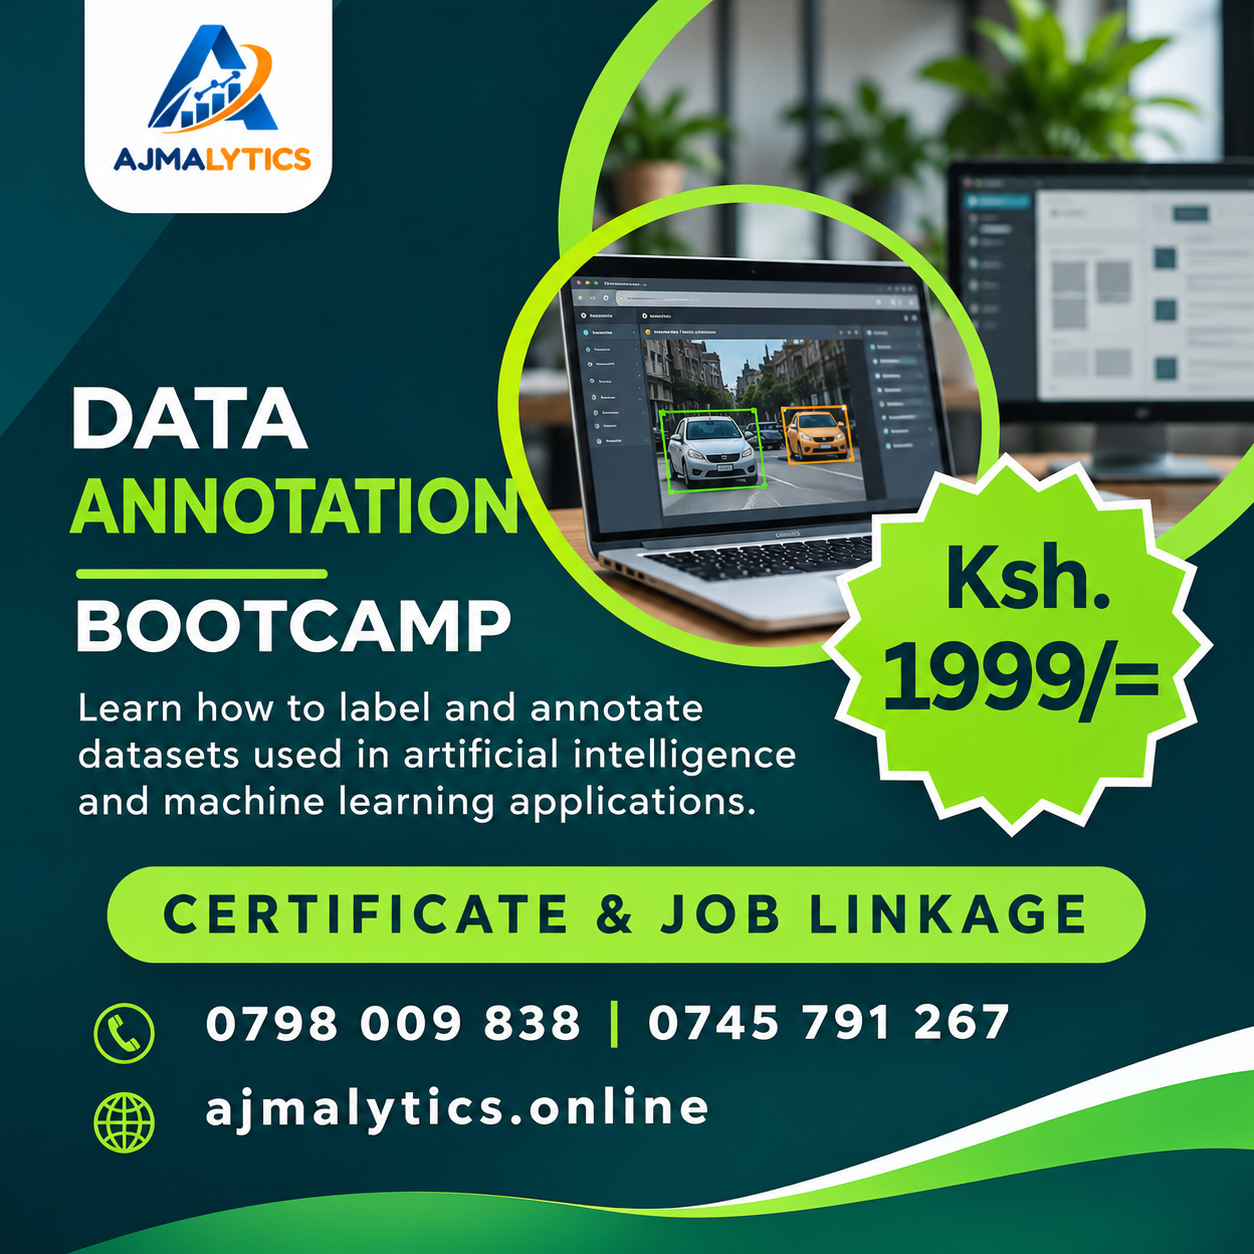 AJMALYTICS
DATA
ANNOTATION
BOOTCAMP
Learn how to label and annotate
datasets used in artificial intelligence
and machine learning applications.
Ksh.
1999/=
CERTIFICATE & JOB LINKAGE
0798 009 838 | 0745 791 267
ajmalytics.online